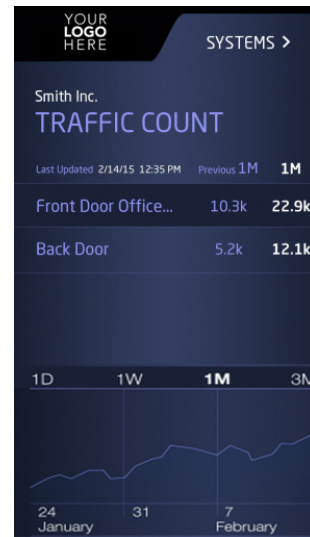 YOUR
LOGO
HERE
SYSTEMS >
Smith Inc.
TRAFFIC COUNT
Last Updated 2/14/15 12:35 PM Previous 1M 1M
Front Door Office... 10.3k 22.9k
Back Door 5.2k 12.1k
1D 1W 1M 3M
24 31 7
January February